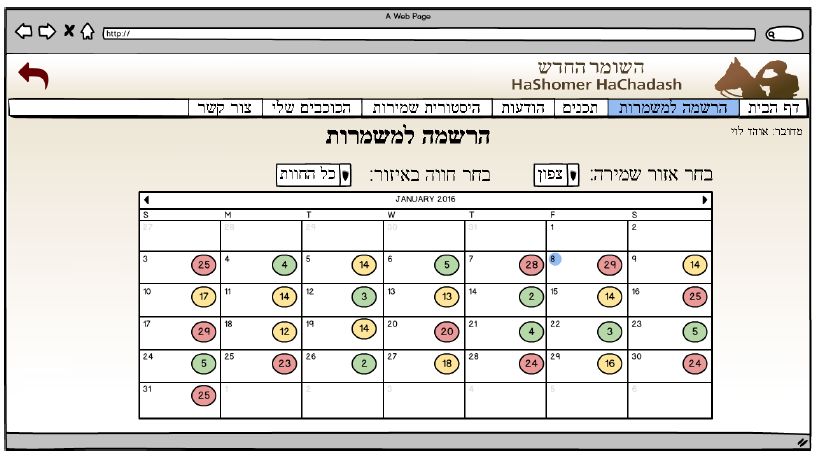 A Web Page
http://
השומר החדש
HaShomer HaChadash
דף הבית הרשמה למשמרות תכנים הודעות היסטורית שמירות הכוכבים שלי צור קשר
מחובר: אוהד לוי
הרשמה למשמרות
בחר אזור שמירה: צפון בחר חווה באיזור: כל החוות
JANUARY 2016
S M T W T F S
27 28 29 30 31 1 2
3 25 4 4 5 14 6 5 7 28 8 29 9 14
10 17 11 14 12 3 13 13 14 2 15 14 16 25
17 29 18 12 19 14 20 20 21 4 22 3 23 5
24 5 25 23 26 2 27 18 28 24 29 16 30 24
31 25 1 2 3 4 5 6